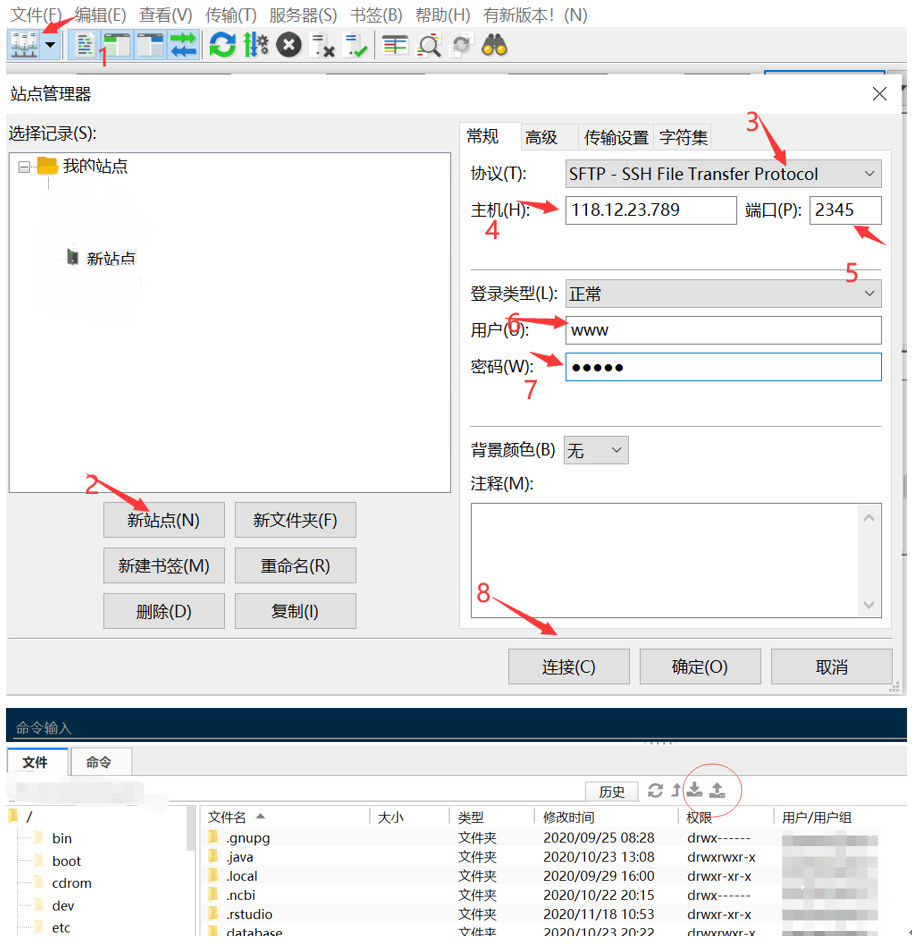 文件(F) 编辑(E) 查看(V) 传输(T) 服务器(S) 书签(B) 帮助(H) 有新版本! (N)
1
站点管理器
选择记录(S):
我的站点
新站点
2
新站点(N) 新文件夹(F)
新建书签(M) 重命名(R)
删除(D) 复制(I)
常规 高级 传输设置 字符集
3
协议(T): SFTP - SSH File Transfer Protocol
主机(H): 118.12.23.789 端口(P): 2345
4
5
登录类型(L): 正常
6
用户(U): www
密码(W): ●●●●●
7
背景颜色(B) 无
注释(M):
8
连接(C) 确定(O) 取消
命令输入
文件 命令
历史
/
bin
boot
cdrom
dev
etc
文件名 大小 类型 修改时间 权限 用户/用户组
.gnupg 文件夹 2020/09/25 08:28 drwx------
.java 文件夹 2020/10/23 13:08 drwxrwxr-x
.local 文件夹 2020/09/29 16:00 drwxr-xr-x
.ncbi 文件夹 2020/10/22 20:15 drwx------
.rstudio 文件夹 2020/11/18 10:53 drwxr-xr-x
database 文件夹 2020/10/23 20:22 drwxrwxr-x